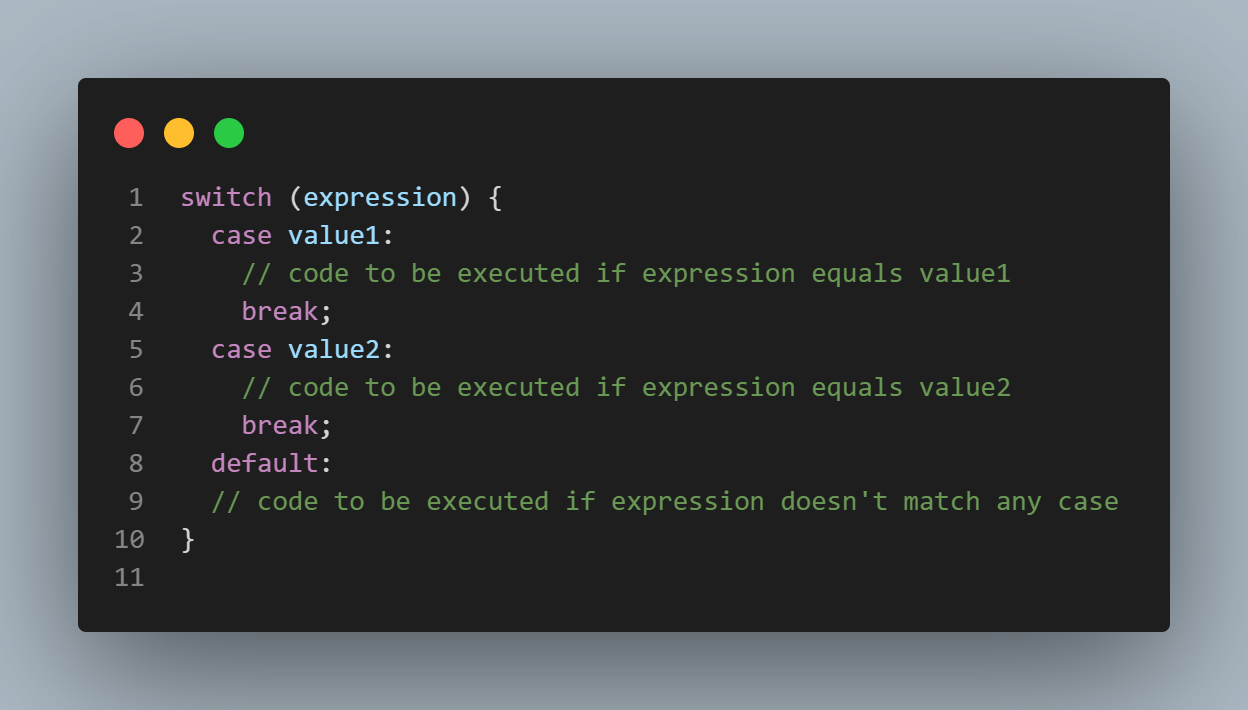 1 switch (expression) {
2 case value1:
3 // code to be executed if expression equals value1
4 break;
5 case value2:
6 // code to be executed if expression equals value2
7 break;
8 default:
9 // code to be executed if expression doesn't match any case
10 }
11